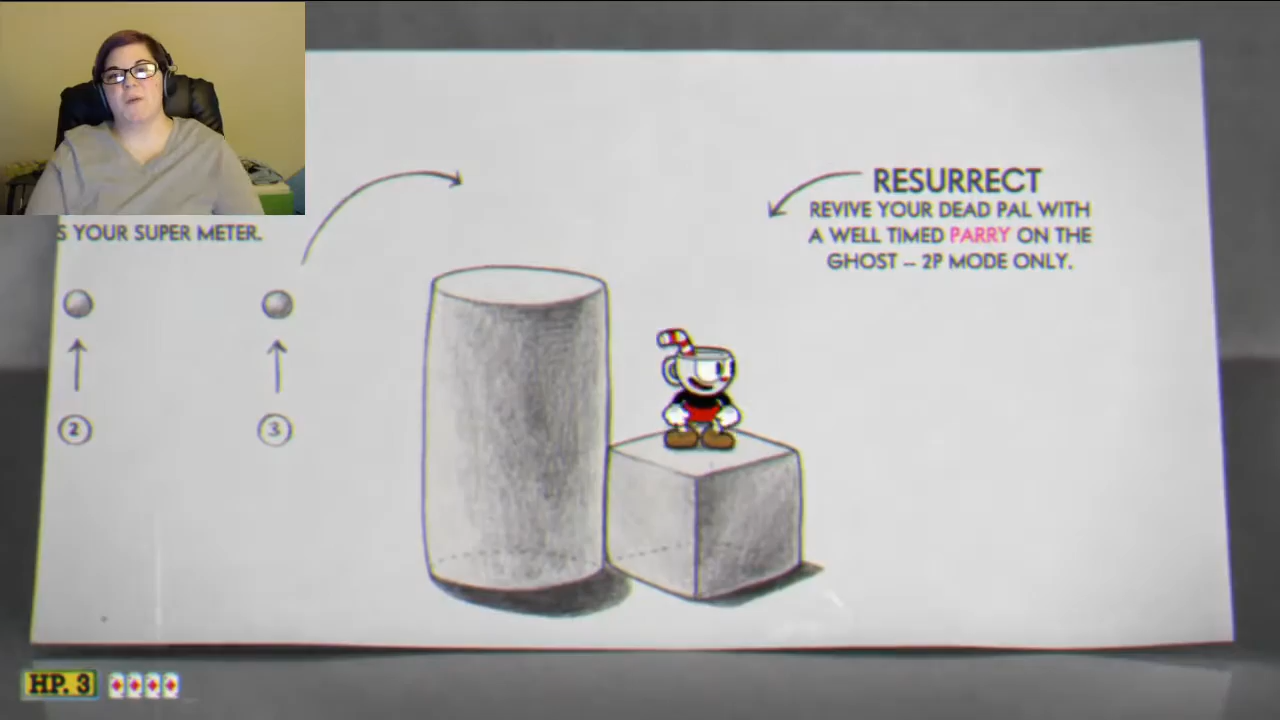 RESURRECT
REVIVE YOUR DEAD PAL WITH
A WELL TIMED PARRY ON THE
GHOST -- 2P MODE ONLY.
S YOUR SUPER METER.
2
3
HP. 3